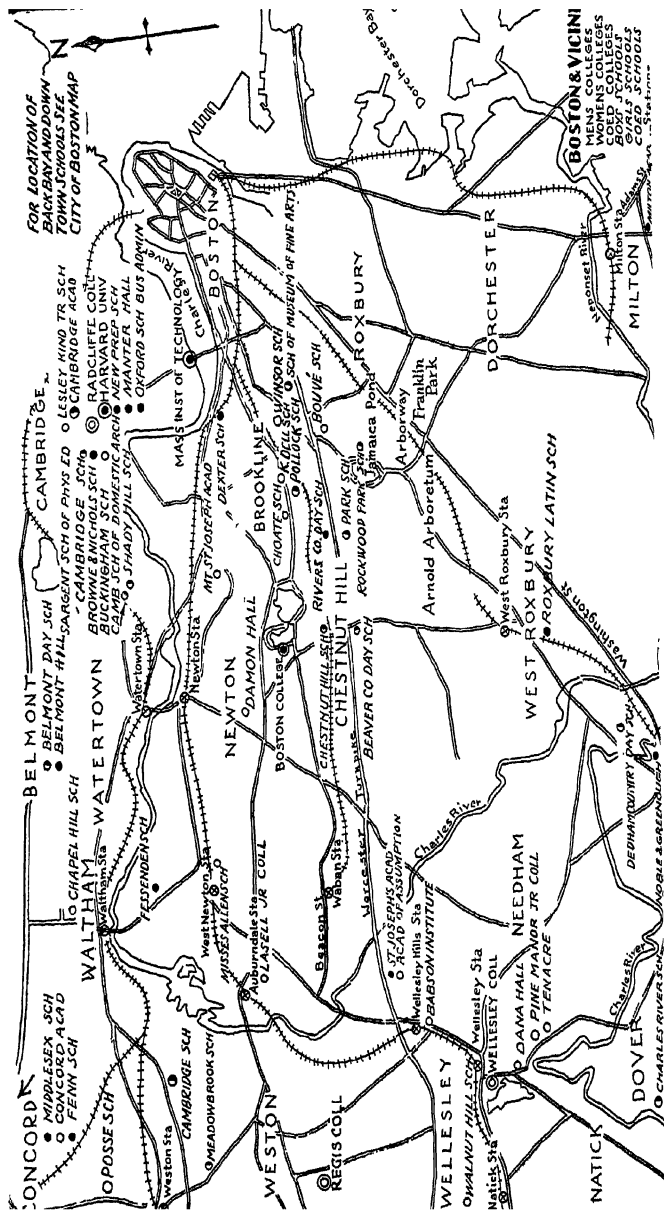 FOR LOCATION OF
BACK BAY AND DOWN
TOWN SCHOOLS SEE
CITY OF BOSTON MAP
N
BOSTON & VICINI
MENS COLLEGES
WOMENS COLLEGES
COED COLLEGES
BOYS SCHOOLS
GIRLS SCHOOLS
COED SCHOOLS
Stations
CONCORD
MIDDLESEX SCH
CONCORD ACAD
FENN SCH
POSSE SCH
Weston Sta
CAMBRIDGE SCH
MEADOWBROOK SCH
WESTON
REGIS COLL
WALTHAM
Waltham Sta
CHAPEL HILL SCH
FESSENDEN SCH
West Newton Sta
MISSES ALLEN SCH
Auburndale Sta
LASELL JR COLL
BELMONT
BELMONT DAY SCH
BELMONT HILL
WATERTOWN
Watertown Sta
Newton Sta
NEWTON
DAMON HALL
CAMBRIDGE
SARGENT SCH OF PHYS ED
CAMBRIDGE SCH
BROWNE & NICHOLS SCH
BUCKINGHAM SCH
CAMB SCH OF DOMESTIC ARCH
SHADY HILL SCH
LESLEY KIND TR SCH
CAMBRIDGE ACAD
RADCLIFFE COLL
HARVARD UNIV
NEW PREP SCH
MANTER HALL
OXFORD SCH BUS ADMIN
MASS INST OF TECHNOLOGY
Charles River
BOSTON
MT ST JOSEPH ACAD
DEXTER SCH
BROOKLINE
CHOATE SCH
POLLOCK SCH
WINSOR SCH
SCH OF MUSEUM OF FINE ARTS
BOUVÉ SCH
RIVERS CO. DAY SCH
PARK SCH
ROCKWOOD PARK SCH
Jamaica Pond
Arborway
Franklin
Park
Arnold Arboretum
ROXBURY
DORCHESTER
Dorchester
BOSTON COLLEGE
CHESTNUT HILL SCH
CHESTNUT HILL
BEAVER CO DAY SCH
Beacon St
Waban Sta
Worcester Turnpike
ST JOSEPHS ACAD
ACAD OF ASSUMPTION
Wellesley Hills Sta
BABSON INSTITUTE
WELLESLEY
Wellesley Sta
WELLESLEY COLL
WALNUT HILL SCH
Natick Sta
NATICK
DANA HALL
PINE MANOR JR COLL
TENACRE
NEEDHAM
Charles River
Charles River
DOVER
CHARLES RIVER SCH
NOBLE & GREENOUGH
DEDHAM COUNTRY DAY SCH
WEST ROXBURY
West Roxbury Sta
ROXBURY LATIN SCH
Washington St
Neponset River
Milton Sta
MILTON
Adams St